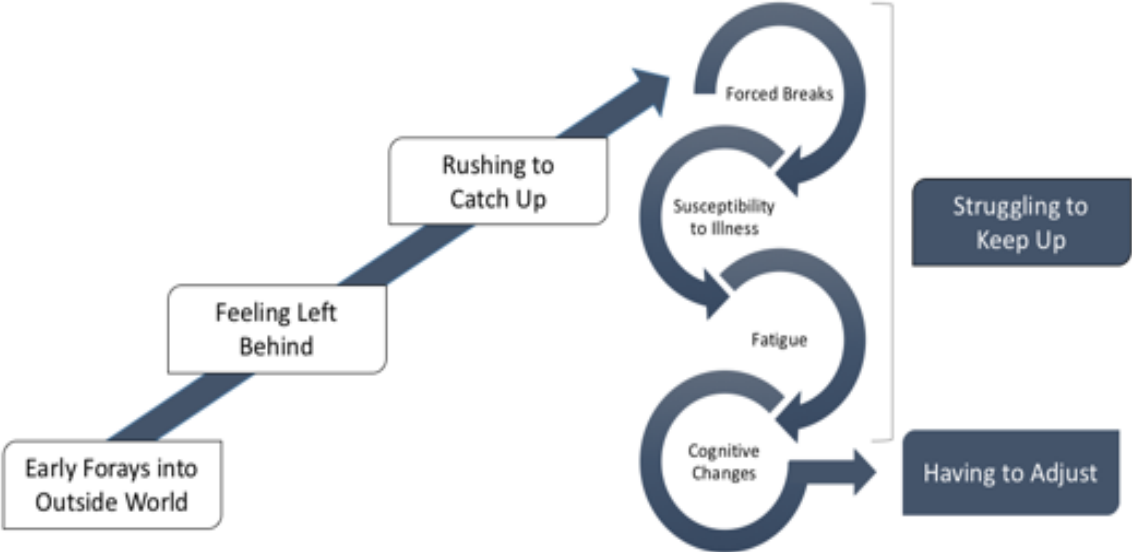 Early Forays into
Outside World
Feeling Left
Behind
Rushing to
Catch Up
Forced Breaks
Susceptibility
to Illness
Fatigue
Cognitive
Changes
Struggling to
Keep Up
Having to Adjust